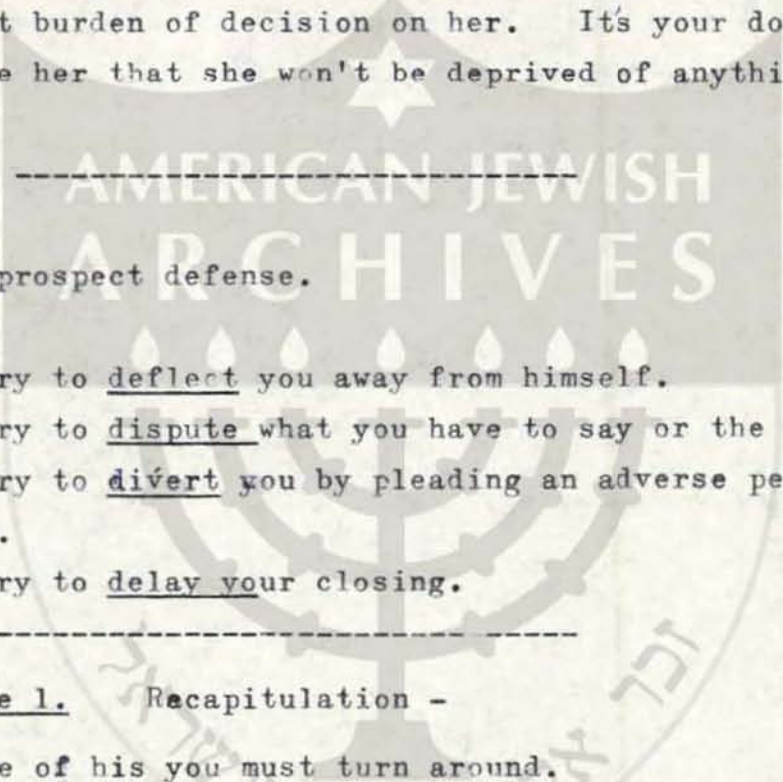 t burden of decision on her. It's your do
e her that she won't be deprived of anythi
AMERICAN JEWISH
ARCHIVES
prospect defense.
ry to deflect you away from himself.
ry to dispute what you have to say or the
ry to divert you by pleading an adverse pe
.
ry to delay your closing.
e 1. Recapitulation -
e of his you must turn around.
זכר